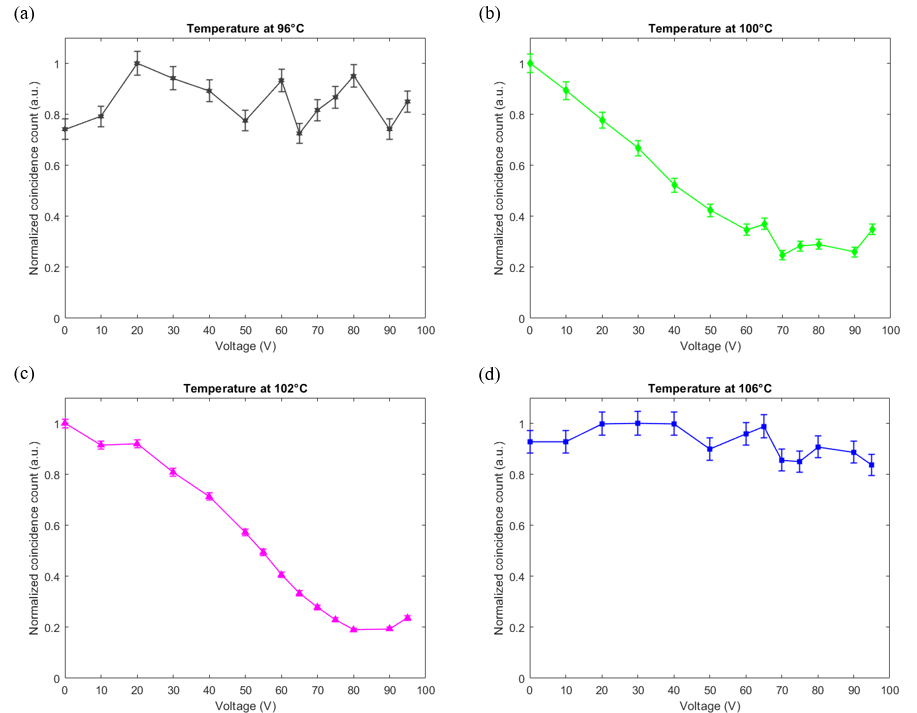 (a)
Temperature at 96°C
Normalized coincidence count (a.u.)
1
0.8
0.6
0.4
0.2
0
0 10 20 30 40 50 60 70 80 90 100
Voltage (V)
(b)
Temperature at 100°C
Normalized coincidence count (a.u.)
1
0.8
0.6
0.4
0.2
0
0 10 20 30 40 50 60 70 80 90 100
Voltage (V)
(c)
Temperature at 102°C
Normalized coincidence count (a.u.)
1
0.8
0.6
0.4
0.2
0
0 10 20 30 40 50 60 70 80 90 100
Voltage (V)
(d)
Temperature at 106°C
Normalized coincidence count (a.u.)
1
0.8
0.6
0.4
0.2
0
0 10 20 30 40 50 60 70 80 90 100
Voltage (V)